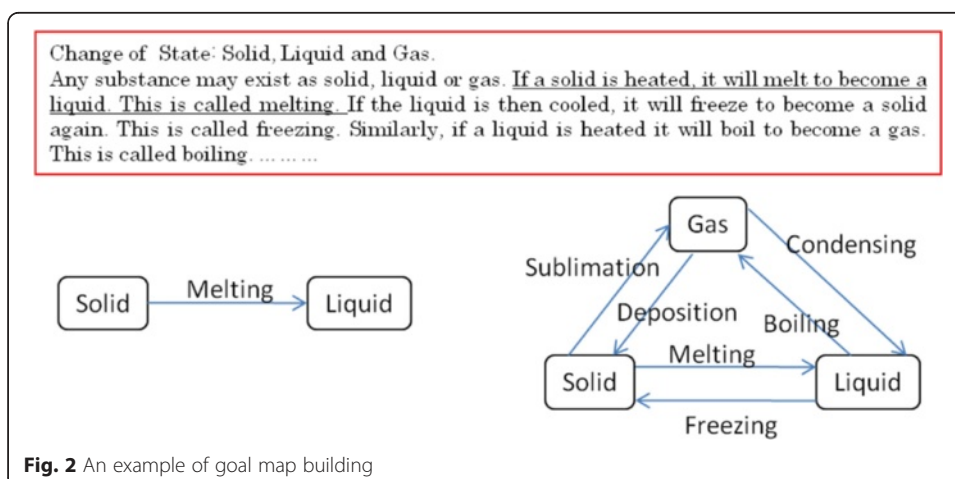 Change of State: Solid, Liquid and Gas.
Any substance may exist as solid, liquid or gas. If a solid is heated, it will melt to become a
liquid. This is called melting. If the liquid is then cooled, it will freeze to become a solid
again. This is called freezing. Similarly, if a liquid is heated it will boil to become a gas.
This is called boiling. ... ... ...
Solid
Melting
Liquid
Gas
Condensing
Sublimation
Deposition
Boiling
Melting
Solid
Liquid
Freezing
Fig. 2 An example of goal map building